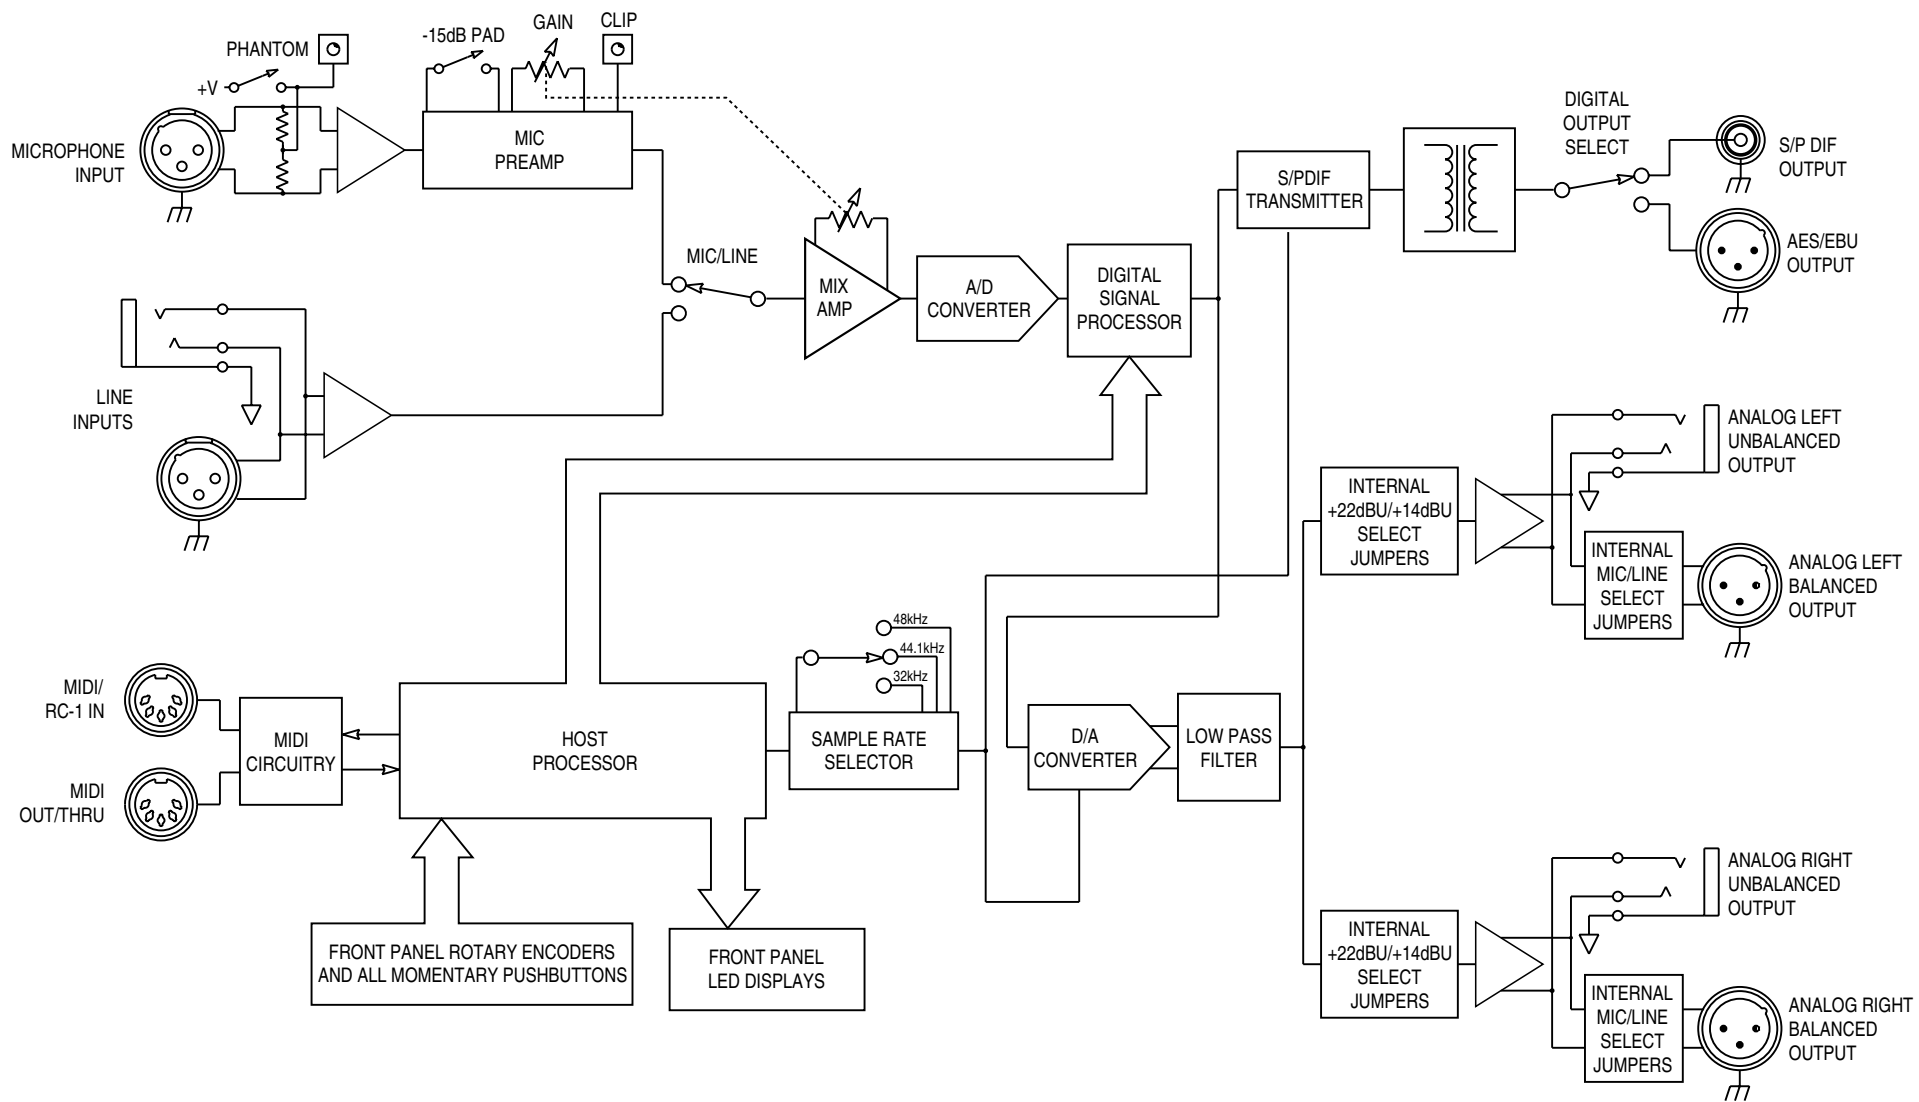 PHANTOM
+V
-15dB PAD
GAIN
CLIP
MICROPHONE
INPUT
MIC
PREAMP
MIC/LINE
MIX
AMP
A/D
CONVERTER
DIGITAL
SIGNAL
PROCESSOR
S/PDIF
TRANSMITTER
DIGITAL
OUTPUT
SELECT
S/P DIF
OUTPUT
AES/EBU
OUTPUT
LINE
INPUTS
ANALOG LEFT
UNBALANCED
OUTPUT
INTERNAL
+22dBU/+14dBU
SELECT
JUMPERS
INTERNAL
MIC/LINE
SELECT
JUMPERS
ANALOG LEFT
BALANCED
OUTPUT
MIDI/
RC-1 IN
MIDI
OUT/THRU
MIDI
CIRCUITRY
HOST
PROCESSOR
48kHz
44.1kHz
32kHz
SAMPLE RATE
SELECTOR
D/A
CONVERTER
LOW PASS
FILTER
FRONT PANEL ROTARY ENCODERS
AND ALL MOMENTARY PUSHBUTTONS
FRONT PANEL
LED DISPLAYS
ANALOG RIGHT
UNBALANCED
OUTPUT
INTERNAL
+22dBU/+14dBU
SELECT
JUMPERS
INTERNAL
MIC/LINE
SELECT
JUMPERS
ANALOG RIGHT
BALANCED
OUTPUT